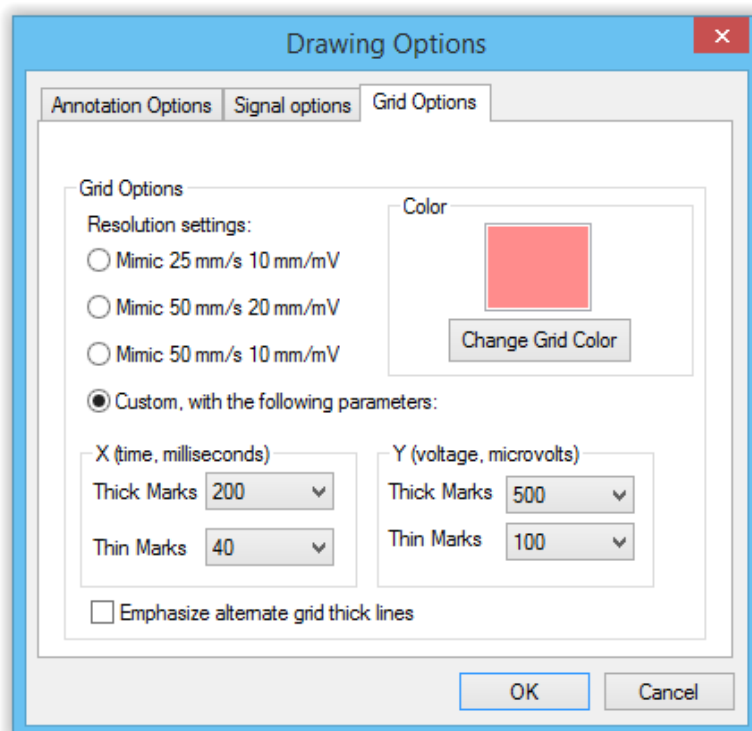 Drawing Options
Annotation Options Signal options Grid Options
Grid Options
Color
Resolution settings:
Mimic 25 mm/s 10 mm/mV
Mimic 50 mm/s 20 mm/mV
Change Grid Color
Mimic 50 mm/s 10 mm/mV
Custom, with the following parameters:
X (time, milliseconds)
Thick Marks 200
Thin Marks 40
Y (voltage, microvolts)
Thick Marks 500
Thin Marks 100
Emphasize alternate grid thick lines
OK Cancel